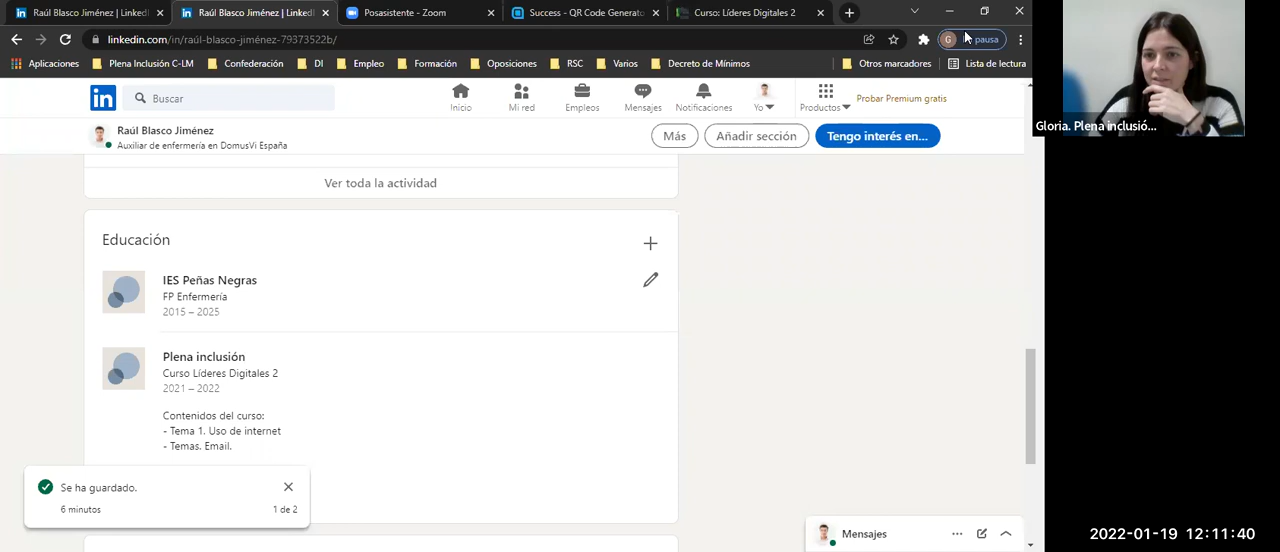 Raúl Blasco Jiménez | LinkedI
Raúl Blasco Jiménez | LinkedI
Posasistente - Zoom
Success - QR Code Generato
Curso: Líderes Digitales 2
linkedin.com/in/raúl-blasco-jiménez-79373522b/
G
pausa
Aplicaciones
Plena Inclusión C-LM
Confederación
DI
Empleo
Formación
Oposiciones
RSC
Varios
Decreto de Mínimos
Otros marcadores
Lista de lectura
in
Buscar
Inicio
Mi red
Empleos
Mensajes
Notificaciones
Yo
Productos
Probar Premium gratis
Raúl Blasco Jiménez
Auxiliar de enfermería en DomusVi España
Más
Añadir sección
Tengo interés en...
Ver toda la actividad
Educación
IES Peñas Negras
FP Enfermería
2015 – 2025
Plena inclusión
Curso Líderes Digitales 2
2021 – 2022
Contenidos del curso:
- Tema 1. Uso de internet
- Temas. Email.
Se ha guardado.
6 minutos
1 de 2
Mensajes
Gloria. Plena inclusió...
2022-01-19 12:11:40